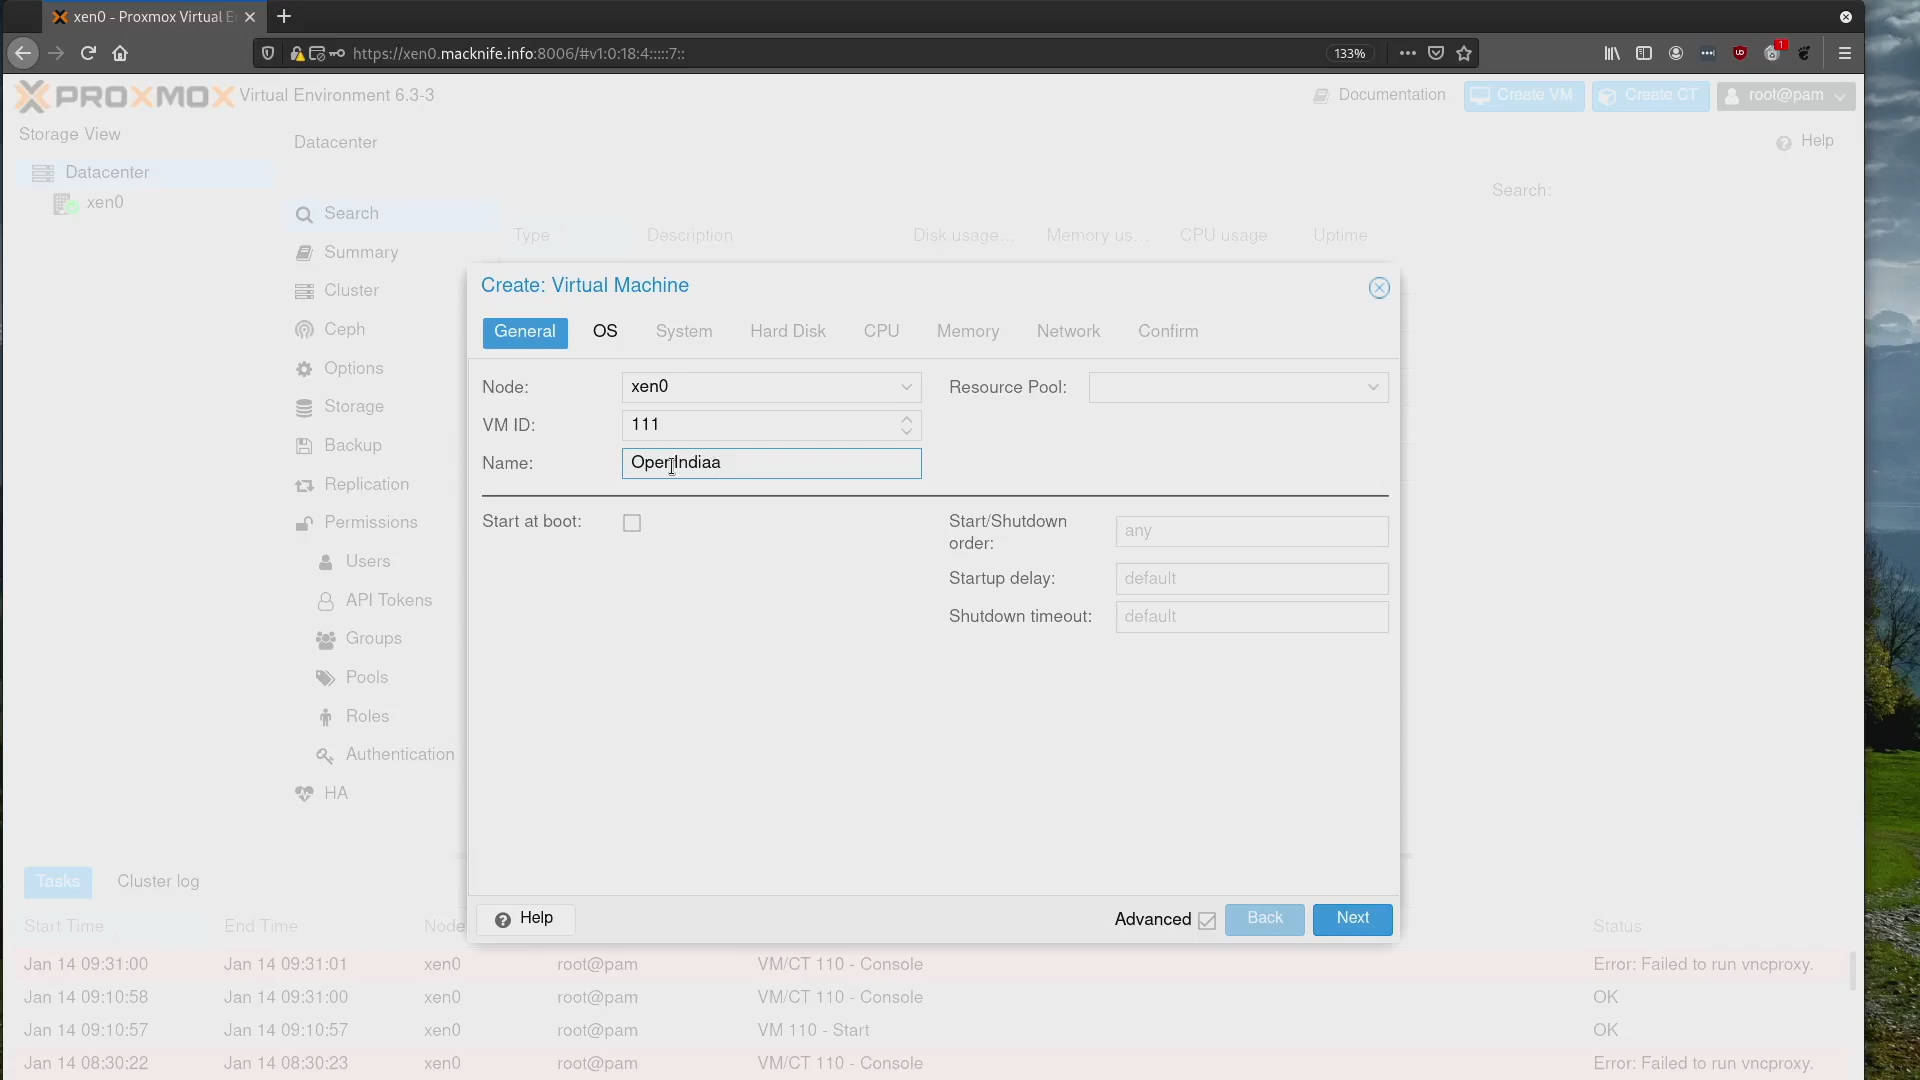 xen0 - Proxmox Virtual E
https://xen0.macknife.info:8006/#v1:0:18:4:::::7::
133%
1
PROXMOX Virtual Environment 6.3-3
Documentation
Create VM
Create CT
root@pam
Storage View
Datacenter
Help
Datacenter
xen0
Search:
Search
Type
Description
Disk usage...
Memory us...
CPU usage
Uptime
Summary
Cluster
Ceph
Options
Storage
Backup
Replication
Permissions
Users
API Tokens
Groups
Pools
Roles
Authentication
HA
Create: Virtual Machine
General
OS
System
Hard Disk
CPU
Memory
Network
Confirm
Node:
xen0
Resource Pool:
VM ID:
111
Name:
OpenIndiaa
Start at boot:
Start/Shutdown
order:
any
Startup delay:
default
Shutdown timeout:
default
Help
Advanced
Back
Next
Tasks
Cluster log
Start Time
End Time
Node
Status
Jan 14 09:31:00 Jan 14 09:31:01 xen0 root@pam VM/CT 110 - Console Error: Failed to run vncproxy.
Jan 14 09:10:58 Jan 14 09:31:00 xen0 root@pam VM/CT 110 - Console OK
Jan 14 09:10:57 Jan 14 09:10:57 xen0 root@pam VM 110 - Start OK
Jan 14 08:30:22 Jan 14 08:30:23 xen0 root@pam VM/CT 110 - Console Error: Failed to run vncproxy.